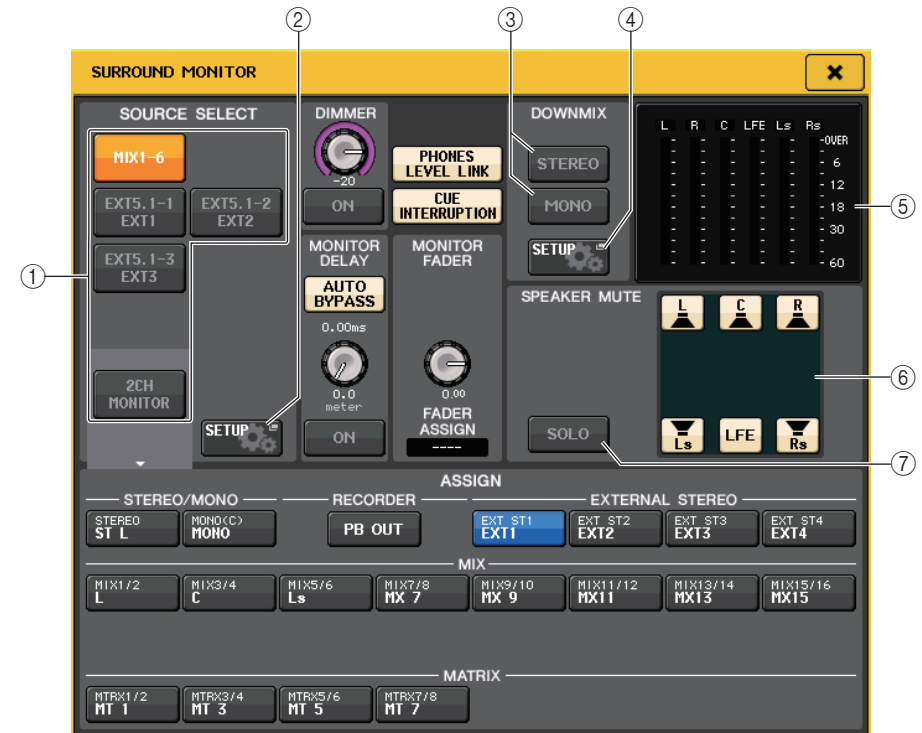 ② ③ ④
SURROUND MONITOR
SOURCE SELECT
MIX1-6
EXT5.1-1
EXT1
EXT5.1-2
EXT2
EXT5.1-3
EXT3
2CH
MONITOR
SETUP
①
DIMMER
-20
ON
PHONES
LEVEL LINK
CUE
INTERRUPTION
MONITOR
DELAY
AUTO
BYPASS
0.00ms
0.0
meter
ON
MONITOR
FADER
0.00
FADER
ASSIGN
----
DOWNMIX
STEREO
MONO
SETUP
L R C LFE Ls Rs
OVER
6
12
18
30
60
⑤
SPEAKER MUTE
L C R
Ls LFE Rs
⑥
SOLO
⑦
ASSIGN
STEREO/MONO RECORDER EXTERNAL STEREO
STEREO
ST L
MONO(C)
MONO
PB OUT
EXT ST1
EXT1
EXT ST2
EXT2
EXT ST3
EXT3
EXT ST4
EXT4
MIX
MIX1/2
L
MIX3/4
C
MIX5/6
Ls
MIX7/8
MX 7
MIX9/10
MX 9
MIX11/12
MX11
MIX13/14
MX13
MIX15/16
MX15
MATRIX
MTRX1/2
MT 1
MTRX3/4
MT 3
MTRX5/6
MT 5
MTRX7/8
MT 7